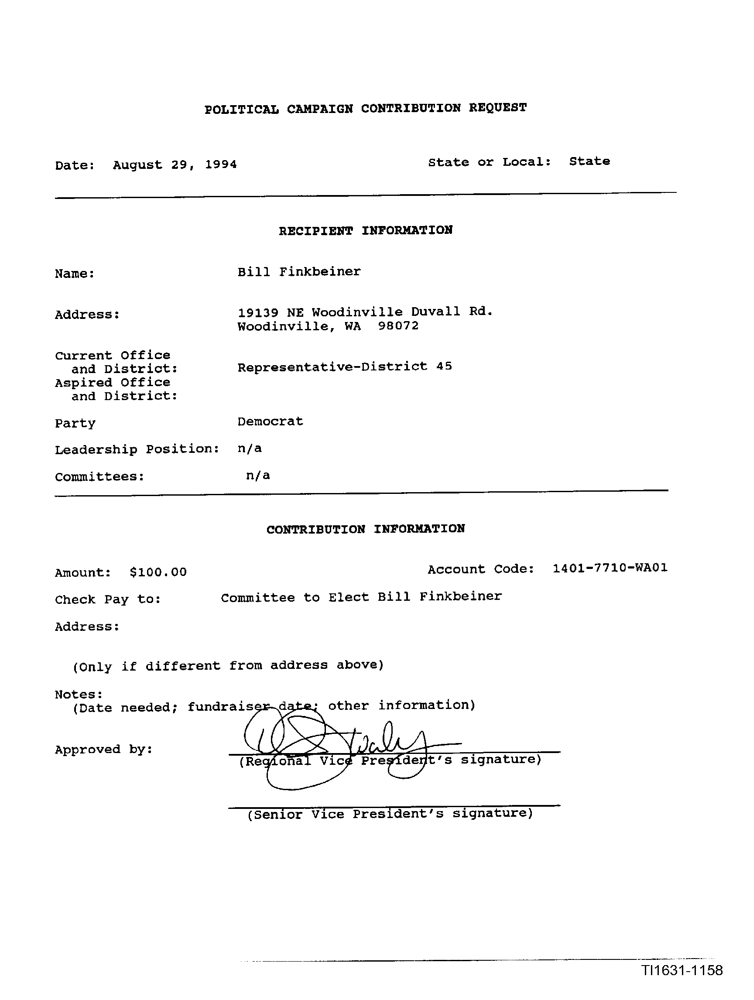 POLITICAL CAMPAIGN CONTRIBUTION REQUEST
Date: August 29, 1994 State or Local: State
RECIPIENT INFORMATION
Name: Bill Finkbeiner
Address: 19139 NE Woodinville Duvall Rd.
Woodinville, WA 98072
Current Office
and District: Representative-District 45
Aspired Office
and District:
Party Democrat
Leadership Position: n/a
Committees: n/a
CONTRIBUTION INFORMATION
Amount: $100.00 Account Code: 1401-7710-WA01
Check Pay to: Committee to Elect Bill Finkbeiner
Address:
(Only if different from address above)
Notes:
(Date needed; fundraiser date; other information)
Approved by:
(Regional Vice President's signature)
(Senior Vice President's signature)
TI1631-1158